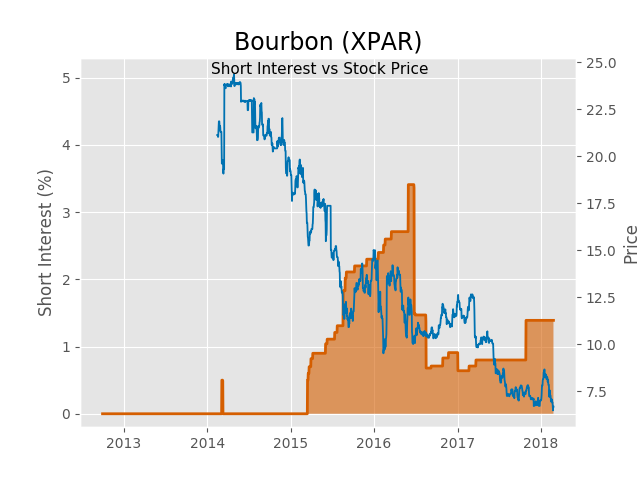 Bourbon (XPAR)
Short Interest vs Stock Price
Short Interest (%)
5
4
3
2
1
0
25.0
22.5
20.0
17.5
15.0
12.5
10.0
7.5
Price
2013 2014 2015 2016 2017 2018